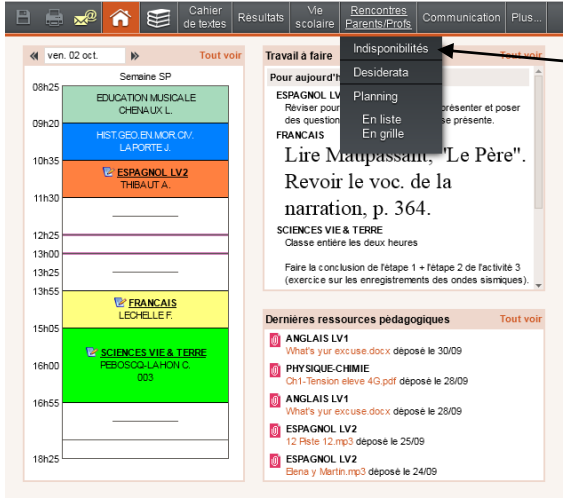 Cahier de textes
Résultats
Vie scolaire
Rencontres Parents/Profs
Communication
Plus...
Indisponibilités
Desiderata
Planning
En liste
En grille
ven. 02 oct.
Tout voir
Semaine SP
08h25
EDUCATION MUSICALE
CHENAUX L.
09h20
HIST.GEO.EN.MOR.CIV.
LAPORTE J.
10h35
ESPAGNOL LV2
THIBAUT A.
11h30
12h25
13h00
13h25
13h55
FRANCAIS
LECHELLE F.
15h05
SCIENCES VIE & TERRE
PEBOSCQ-LAHON C.
003
16h00
16h55
18h25
Travail à faire
Tout voir
Pour aujourd'h
ESPAGNOL LV
Réviser pour présenter et poser
des question se présente.
FRANCAIS
Lire Maupassant, "Le Père".
Revoir le voc. de la
narration, p. 364.
SCIENCES VIE & TERRE
Classe entière les deux heures
Faire la conclusion de l'étape 1 + l'étape 2 de l'activité 3
(exercice sur les enregistrements des ondes sismiques).
Dernières ressources pédagogiques
Tout voir
ANGLAIS LV1
What's yur excuse.docx déposé le 30/09
PHYSIQUE-CHIMIE
Ch1-Tension eleve 4G.pdf déposé le 28/09
ANGLAIS LV1
What's yur excuse.docx déposé le 28/09
ESPAGNOL LV2
12 Piste 12.mp3 déposé le 25/09
ESPAGNOL LV2
Elena y Martin.mp3 déposé le 24/09